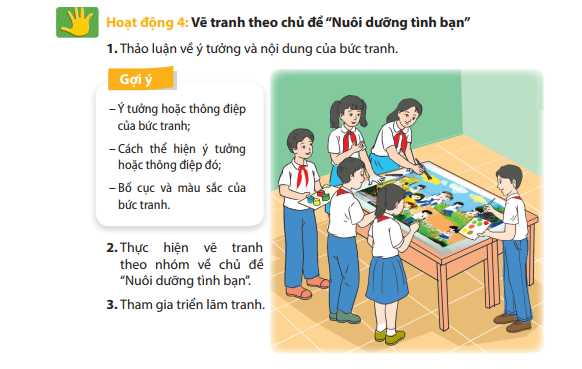 Hoạt động 4: Vẽ tranh theo chủ đề “Nuôi dưỡng tình bạn”
1. Thảo luận về ý tưởng và nội dung của bức tranh.
Gợi ý
– Ý tưởng hoặc thông điệp
của bức tranh;
– Cách thể hiện ý tưởng
hoặc thông điệp đó;
– Bố cục và màu sắc của
bức tranh.
2. Thực hiện vẽ tranh
theo nhóm về chủ đề
“Nuôi dưỡng tình bạn”.
3. Tham gia triển lãm tranh.